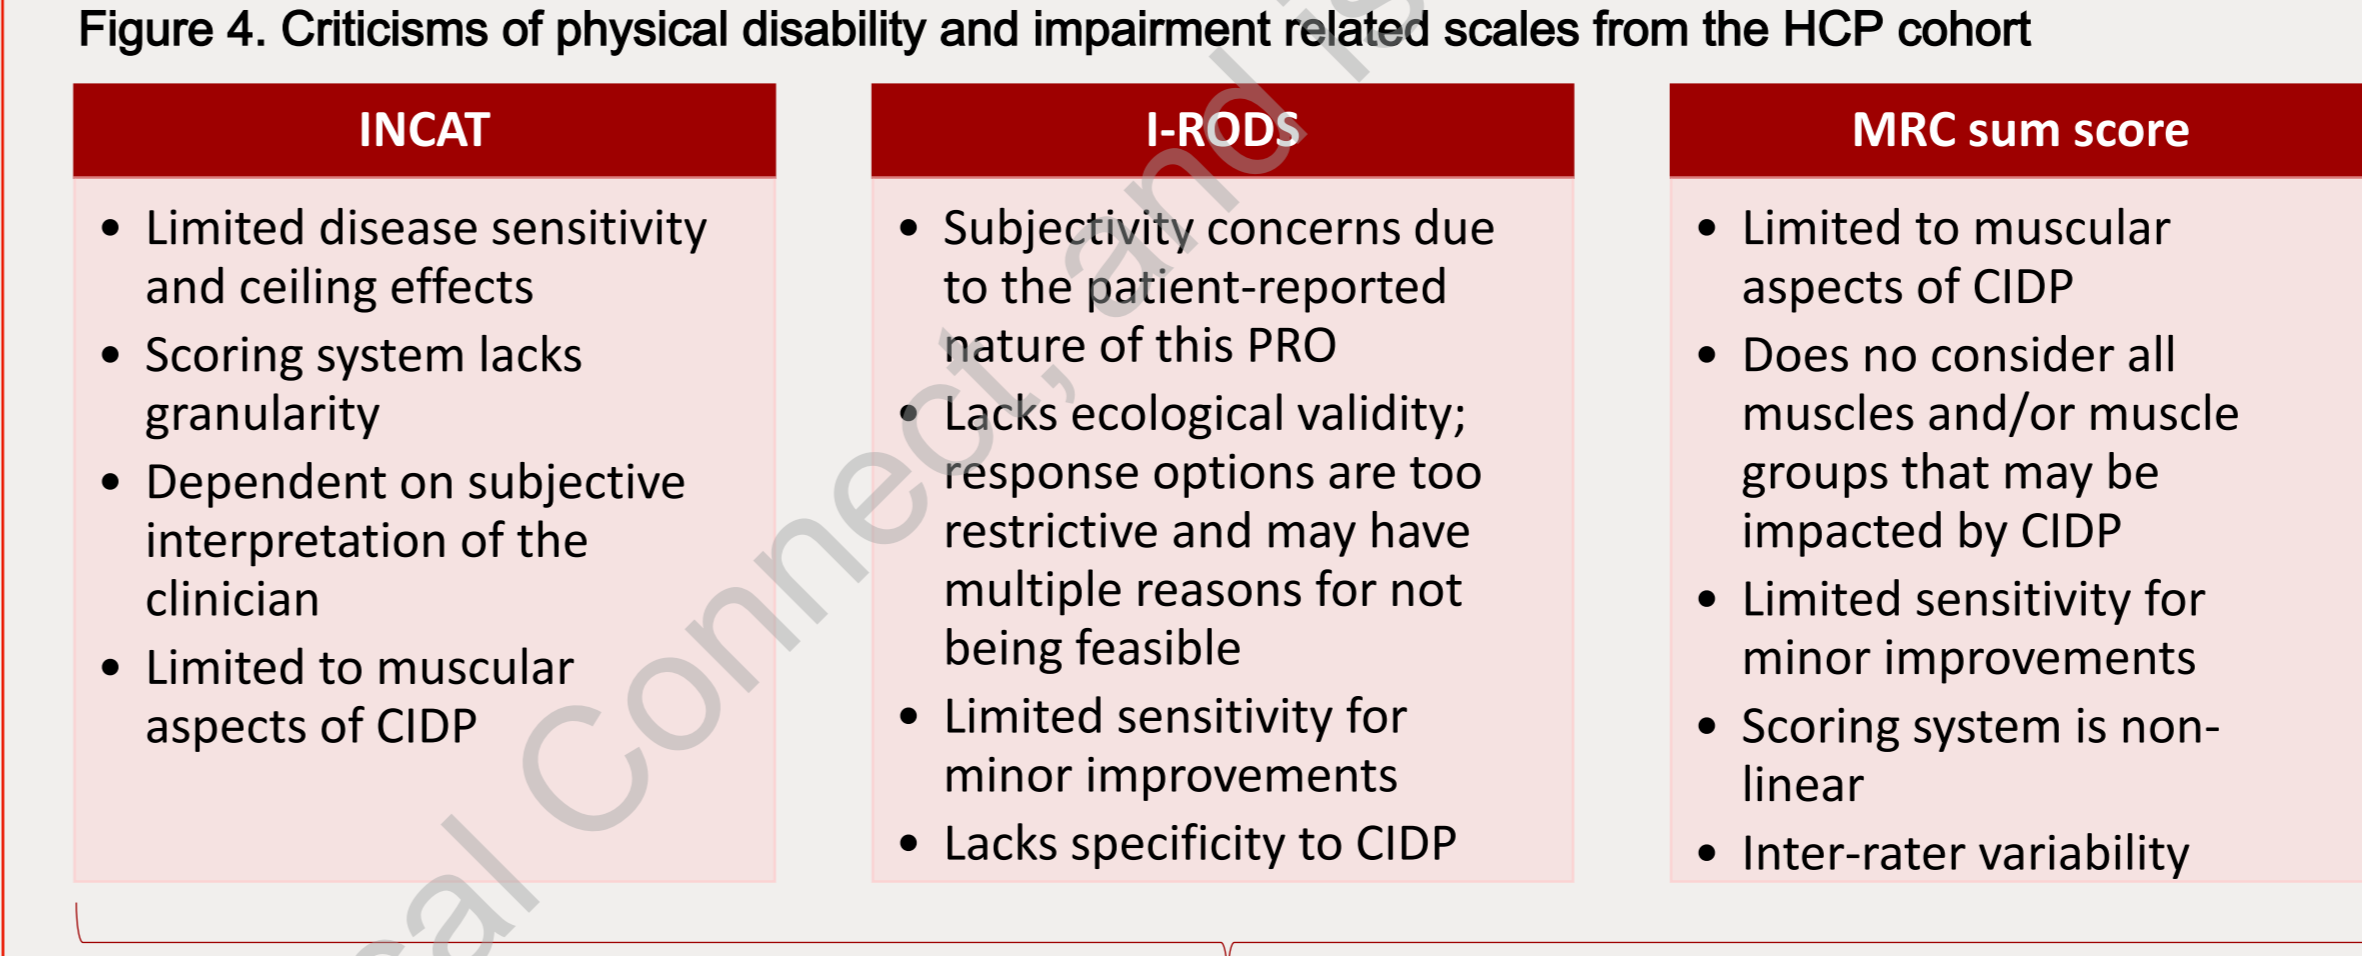 Figure 4. Criticisms of physical disability and impairment related scales from the HCP cohort
INCAT
• Limited disease sensitivity
and ceiling effects
• Scoring system lacks
granularity
• Dependent on subjective
interpretation of the
clinician
• Limited to muscular
aspects of CIDP
I-RODS
• Subjectivity concerns due
to the patient-reported
nature of this PRO
• Lacks ecological validity;
response options are too
restrictive and may have
multiple reasons for not
being feasible
• Limited sensitivity for
minor improvements
• Lacks specificity to CIDP
MRC sum score
• Limited to muscular
aspects of CIDP
• Does no consider all
muscles and/or muscle
groups that may be
impacted by CIDP
• Limited sensitivity for
minor improvements
• Scoring system is non-
linear
• Inter-rater variability
Connect, and is